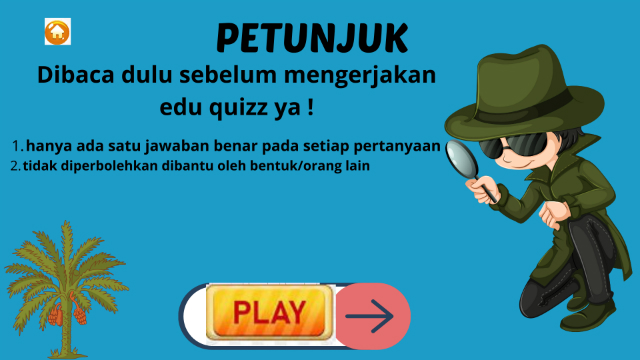 PETUNJUK
Dibaca dulu sebelum mengerjakan
edu quizz ya !
1. hanya ada satu jawaban benar pada setiap pertanyaan
2. tidak diperbolehkan dibantu oleh bentuk/orang lain
PLAY